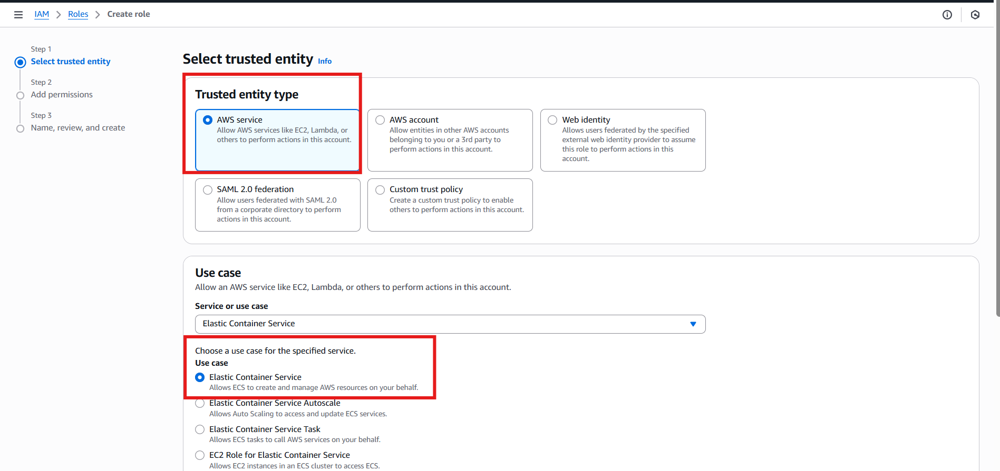 IAM > Roles > Create role
Step 1
Select trusted entity
Step 2
Add permissions
Step 3
Name, review, and create
Select trusted entity Info
Trusted entity type
AWS service
Allow AWS services like EC2, Lambda, or
others to perform actions in this account.
AWS account
Allow entities in other AWS accounts
belonging to you or a 3rd party to
perform actions in this account.
Web identity
Allows users federated by the specified
external web identity provider to assume
this role to perform actions in this
account.
SAML 2.0 federation
Allow users federated with SAML 2.0
from a corporate directory to perform
actions in this account.
Custom trust policy
Create a custom trust policy to enable
others to perform actions in this account.
Use case
Allow an AWS service like EC2, Lambda, or others to perform actions in this account.
Service or use case
Elastic Container Service
Choose a use case for the specified service.
Use case
Elastic Container Service
Allows ECS to create and manage AWS resources on your behalf.
Elastic Container Service Autoscale
Allows Auto Scaling to access and update ECS services.
Elastic Container Service Task
Allows ECS tasks to call AWS services on your behalf.
EC2 Role for Elastic Container Service
Allows EC2 instances in an ECS cluster to access ECS.